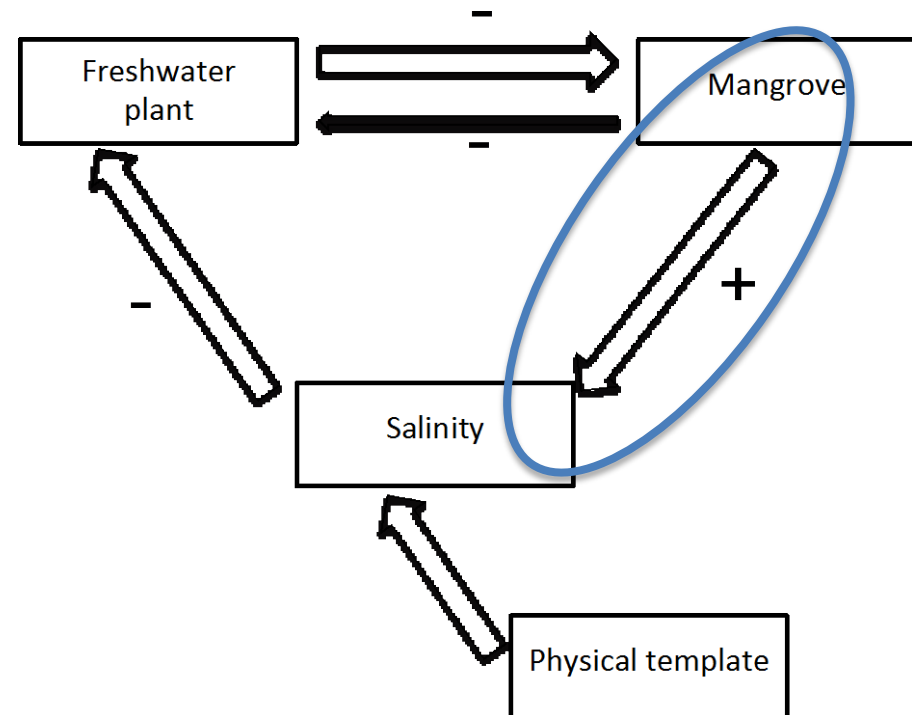 -
Freshwater
plant
Mangrove
-
-
+
Salinity
Physical template